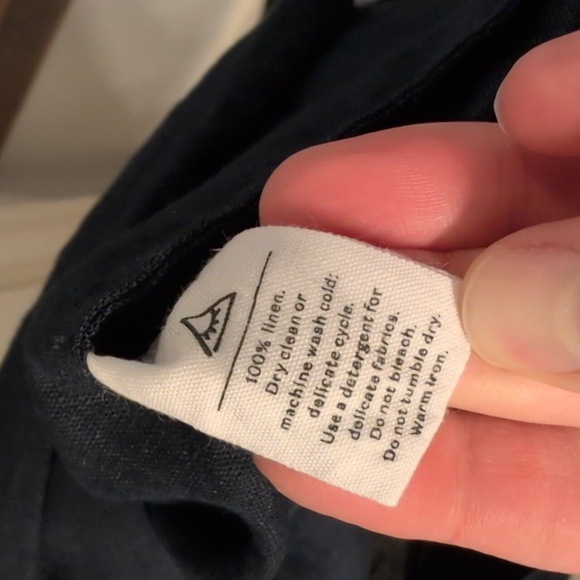 100% linen.
Dry clean or
machine wash cold:
delicate cycle.
Use a detergent for
delicate fabrics.
Do not bleach.
Do not tumble dry.
Warm iron.